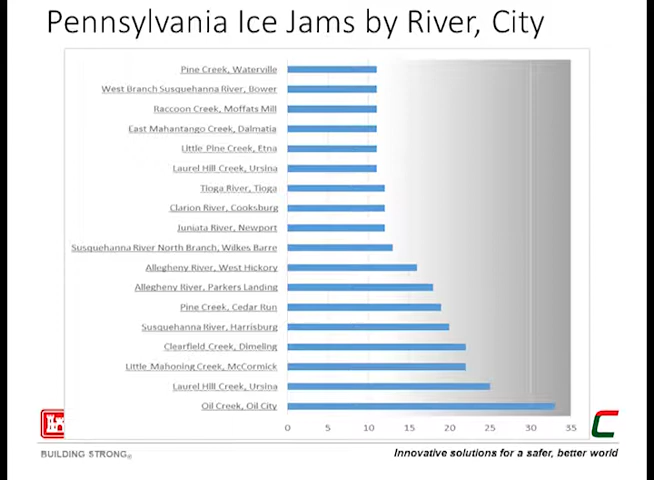 Pennsylvania Ice Jams by River, City
Pine Creek, Waterville
West Branch Susquehanna River, Bower
Raccoon Creek, Moffats Mill
East Mahantango Creek, Dalmatia
Little Pine Creek, Etna
Laurel Hill Creek, Ursina
Tioga River, Tioga
Clarion River, Cooksburg
Juniata River, Newport
Susquehanna River North Branch, Wilkes Barre
Allegheny River, West Hickory
Allegheny River, Parkers Landing
Pine Creek, Cedar Run
Susquehanna River, Harrisburg
Clearfield Creek, Dimeling
Little Mahoning Creek, McCormick
Laurel Hill Creek, Ursina
Oil Creek, Oil City
0 5 10 15 20 25 30 35
BUILDING STRONG®
Innovative solutions for a safer, better world